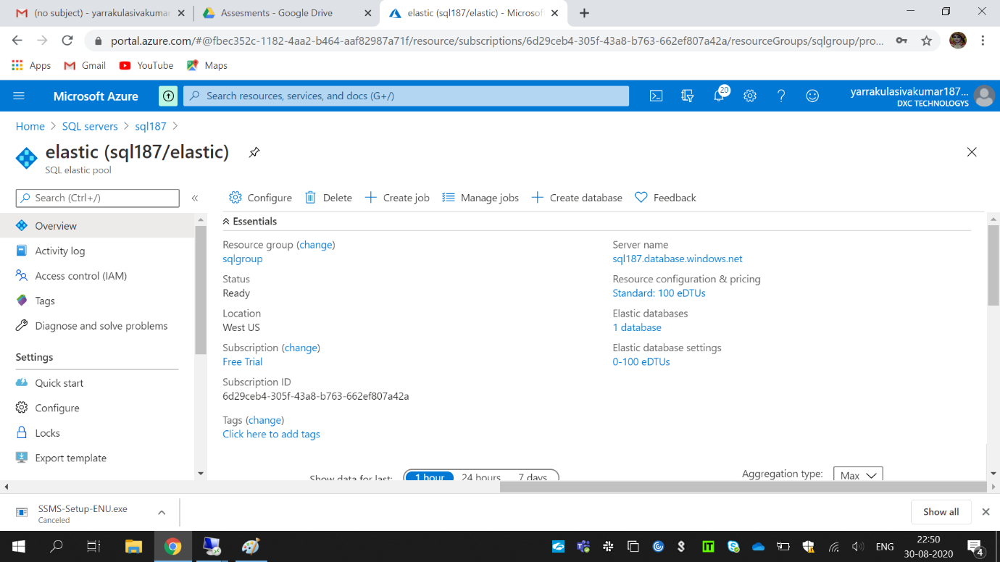 (no subject) - yarrakulasivakumar
Assesments - Google Drive
elastic (sql187/elastic) - Microsof
portal.azure.com/#@fbec352c-1182-4aa2-b464-aaf82987a71f/resource/subscriptions/6d29ceb4-305f-43a8-b763-662ef807a42a/resourceGroups/sqlgroup/pro...
Apps Gmail YouTube Maps
Microsoft Azure
Search resources, services, and docs (G+/)
20
yarrakulasivakumar187...
DXC TECHNOLOGYS
Home > SQL servers > sql187 >
elastic (sql187/elastic)
SQL elastic pool
Search (Ctrl+/)
«
Overview
Activity log
Access control (IAM)
Tags
Diagnose and solve problems
Settings
Quick start
Configure
Locks
Export template
Configure Delete Create job Manage jobs Create database Feedback
Essentials
Resource group (change)
sqlgroup
Status
Ready
Location
West US
Subscription (change)
Free Trial
Subscription ID
6d29ceb4-305f-43a8-b763-662ef807a42a
Tags (change)
Click here to add tags
Server name
sql187.database.windows.net
Resource configuration & pricing
Standard: 100 eDTUs
Elastic databases
1 database
Elastic database settings
0-100 eDTUs
Show data for last: 1 hour 24 hours 7 days
Aggregation type: Max
SSMS-Setup-ENU.exe
Canceled
Show all
ENG
22:50
30-08-2020
4